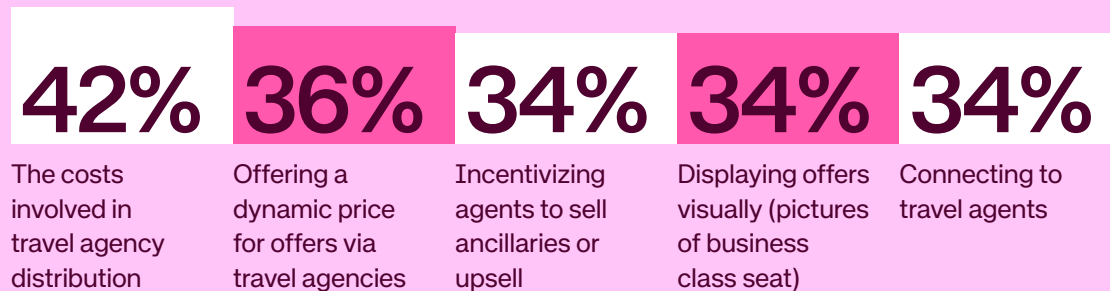 42%
The costs
involved in
travel agency
distribution
36%
Offering a
dynamic price
for offers via
travel agencies
34%
Incentivizing
agents to sell
ancillaries or
upsell
34%
Displaying offers
visually (pictures
of business
class seat)
34%
Connecting to
travel agents